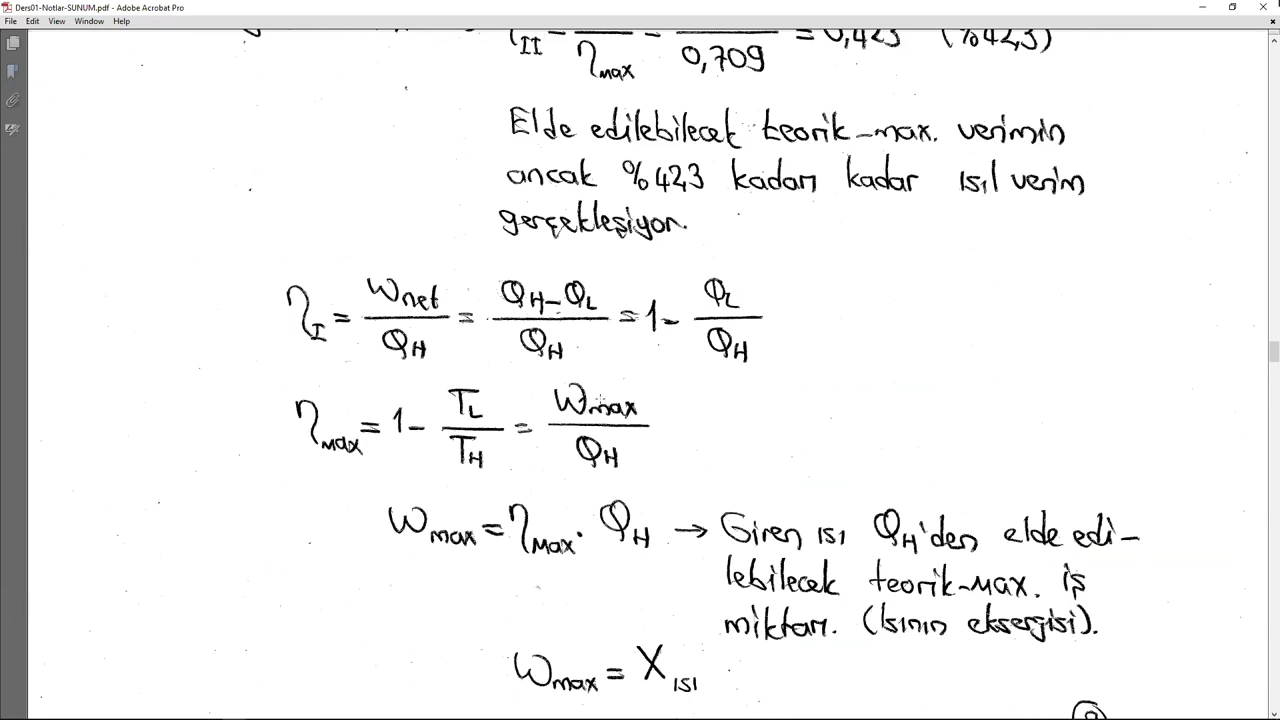 Ders01-Notlar-SUNUM.pdf - Adobe Acrobat Pro
File Edit View Window Help
η_II = / η_max = / 0,709 = 0,423 (%42,3)
Elde edilebilecek teorik-max. verimin
ancak %42,3 kadarı kadar ısıl verim
gerçekleşiyor.
η_I = W_net / Q_H = (Q_H - Q_L) / Q_H = 1 - Q_L / Q_H
η_max = 1 - T_L / T_H = W_max / Q_H
W_max = η_max · Q_H → Giren ısı Q_H'den elde edi-
lebilecek teorik-max. iş
miktarı. (Isının eksergisi).
W_max = X_ısı